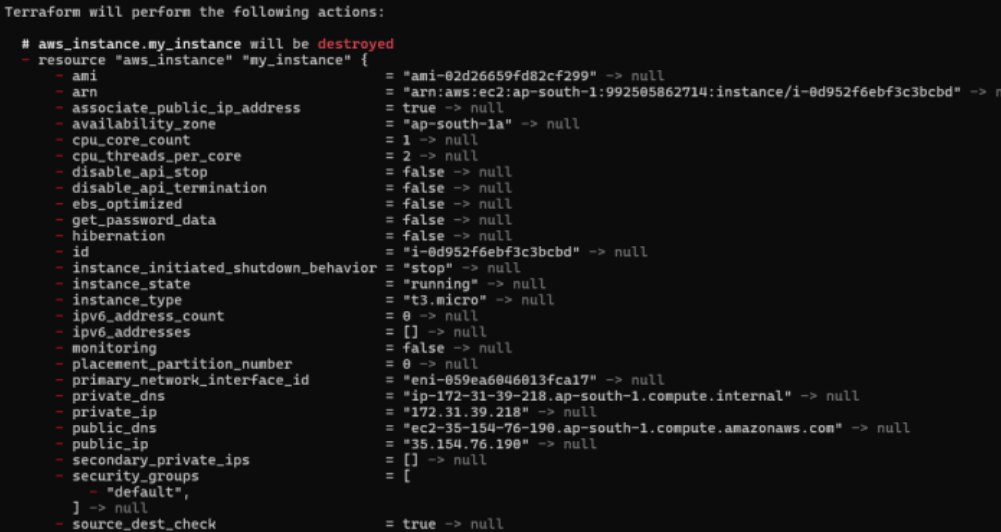 Terraform will perform the following actions:
# aws_instance.my_instance will be destroyed
- resource "aws_instance" "my_instance" {
- ami = "ami-02d26659fd82cf299" -> null
- arn = "arn:aws:ec2:ap-south-1:992505862714:instance/i-0d952f6ebf3c3bcbd" -> n
- associate_public_ip_address = true -> null
- availability_zone = "ap-south-1a" -> null
- cpu_core_count = 1 -> null
- cpu_threads_per_core = 2 -> null
- disable_api_stop = false -> null
- disable_api_termination = false -> null
- ebs_optimized = false -> null
- get_password_data = false -> null
- hibernation = false -> null
- id = "i-0d952f6ebf3c3bcbd" -> null
- instance_initiated_shutdown_behavior = "stop" -> null
- instance_state = "running" -> null
- instance_type = "t3.micro" -> null
- ipv6_address_count = 0 -> null
- ipv6_addresses = [] -> null
- monitoring = false -> null
- placement_partition_number = 0 -> null
- primary_network_interface_id = "eni-059ea6046013fca17" -> null
- private_dns = "ip-172-31-39-218.ap-south-1.compute.internal" -> null
- private_ip = "172.31.39.218" -> null
- public_dns = "ec2-35-154-76-190.ap-south-1.compute.amazonaws.com" -> null
- public_ip = "35.154.76.190" -> null
- secondary_private_ips = [] -> null
- security_groups = [
- "default",
] -> null
- source_dest_check = true -> null